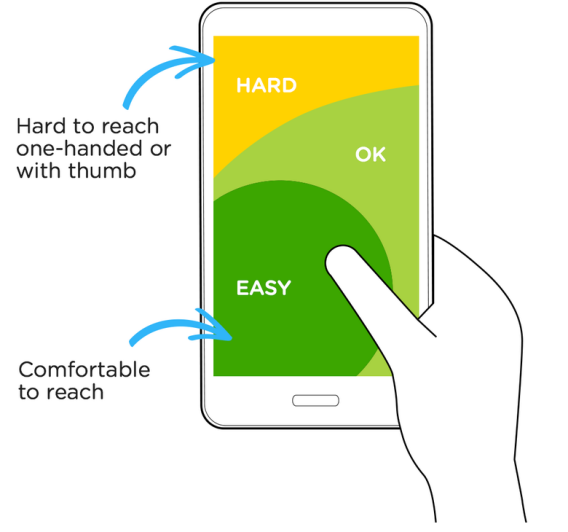 HARD
Hard to reach
one-handed or
with thumb
OK
EASY
Comfortable
to reach